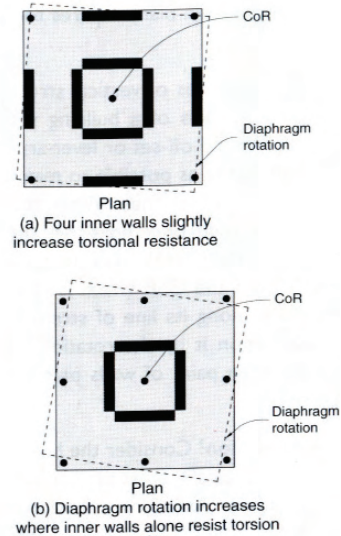 CoR
Diaphragm
rotation
Plan
(a) Four inner walls slightly
increase torsional resistance
CoR
Diaphragm
rotation
Plan
(b) Diaphragm rotation increases
where inner walls alone resist torsion